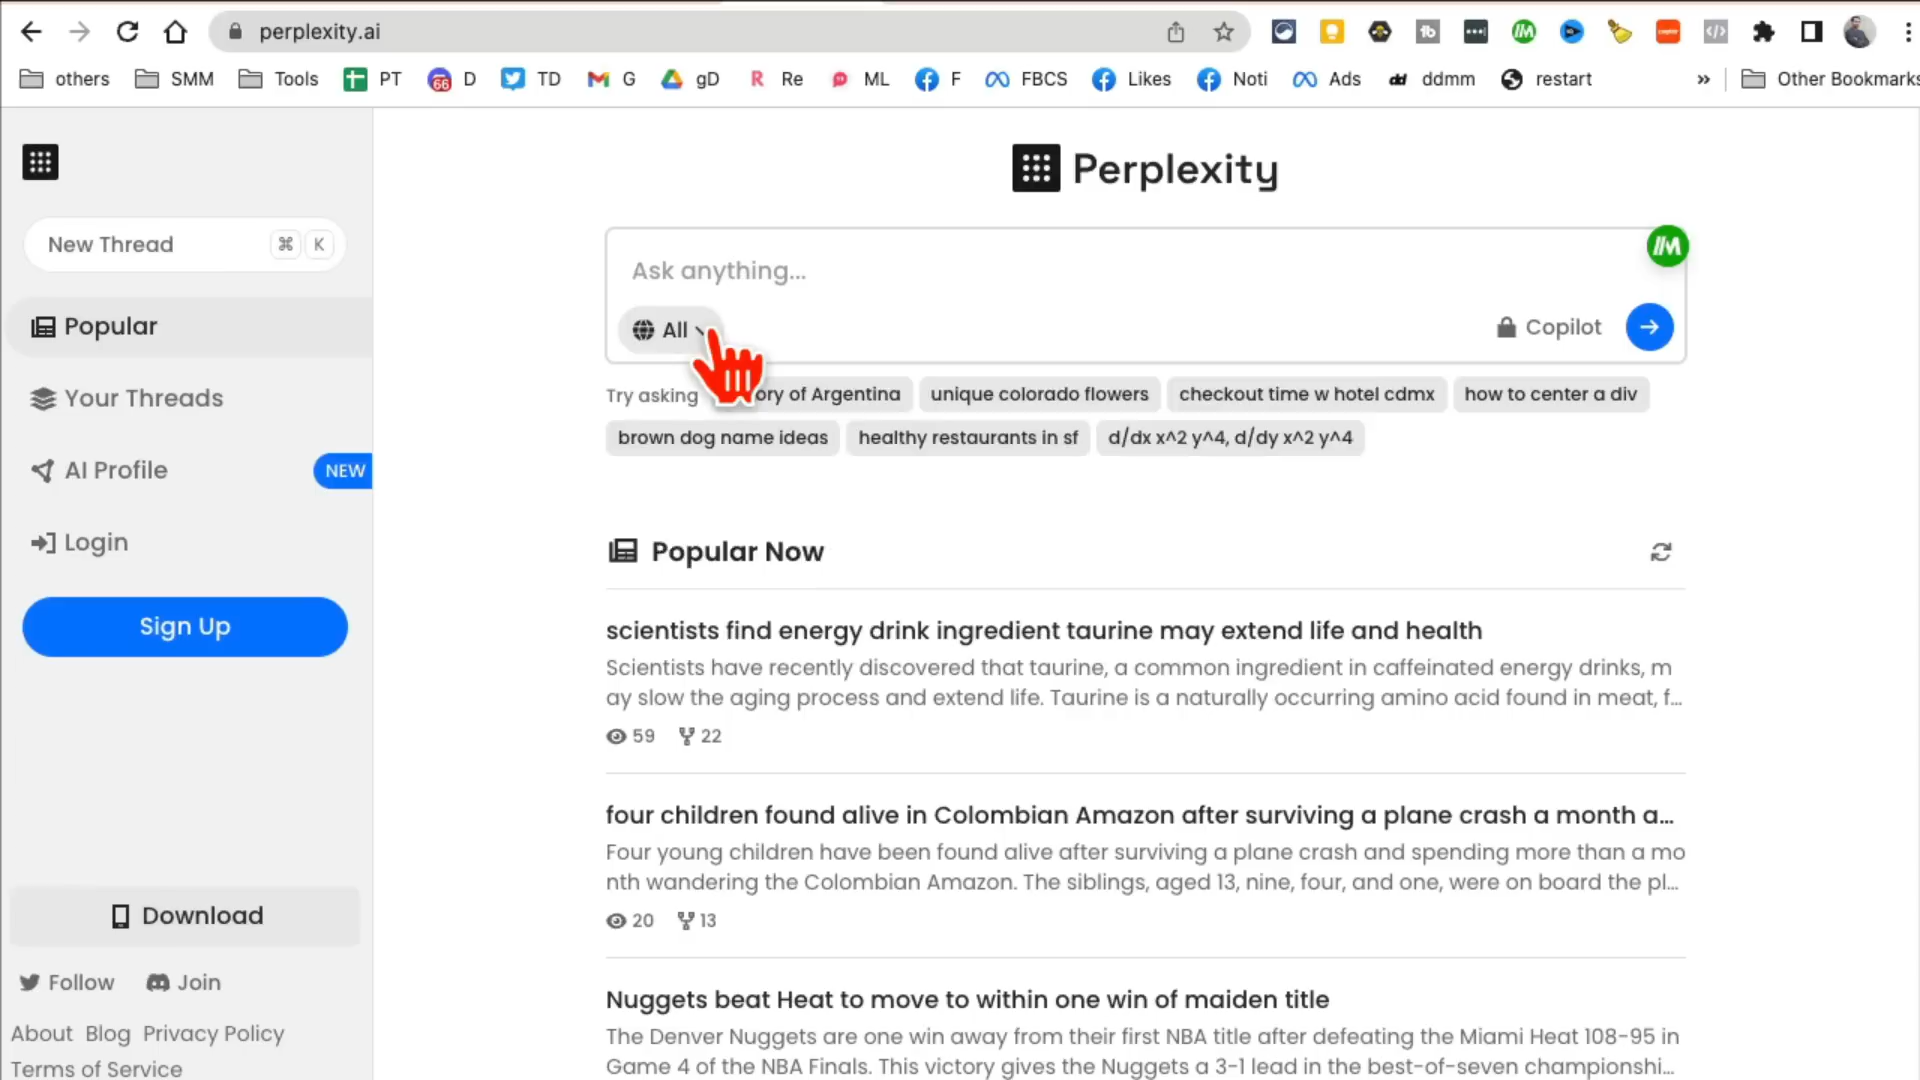 perplexity.ai
others SMM Tools PT 66 D TD G gD R Re ML F FBCS Likes Noti Ads dd ddmm restart » Other Bookmarks
Perplexity
New Thread ⌘ K
Ask anything...
Popular
All
Copilot
Try asking ory of Argentina unique colorado flowers checkout time w hotel cdmx how to center a div
Your Threads
brown dog name ideas healthy restaurants in sf d/dx x^2 y^4, d/dy x^2 y^4
AI Profile NEW
Login
Popular Now
Sign Up
scientists find energy drink ingredient taurine may extend life and health
Scientists have recently discovered that taurine, a common ingredient in caffeinated energy drinks, m
ay slow the aging process and extend life. Taurine is a naturally occurring amino acid found in meat, f...
59 22
four children found alive in Colombian Amazon after surviving a plane crash a month a...
Four young children have been found alive after surviving a plane crash and spending more than a mo
nth wandering the Colombian Amazon. The siblings, aged 13, nine, four, and one, were on board the pl...
20 13
Download
Follow Join
Nuggets beat Heat to move to within one win of maiden title
About Blog Privacy Policy
The Denver Nuggets are one win away from their first NBA title after defeating the Miami Heat 108-95 in
Terms of Service
Game 4 of the NBA Finals. This victory gives the Nuggets a 3-1 lead in the best-of-seven championshi...